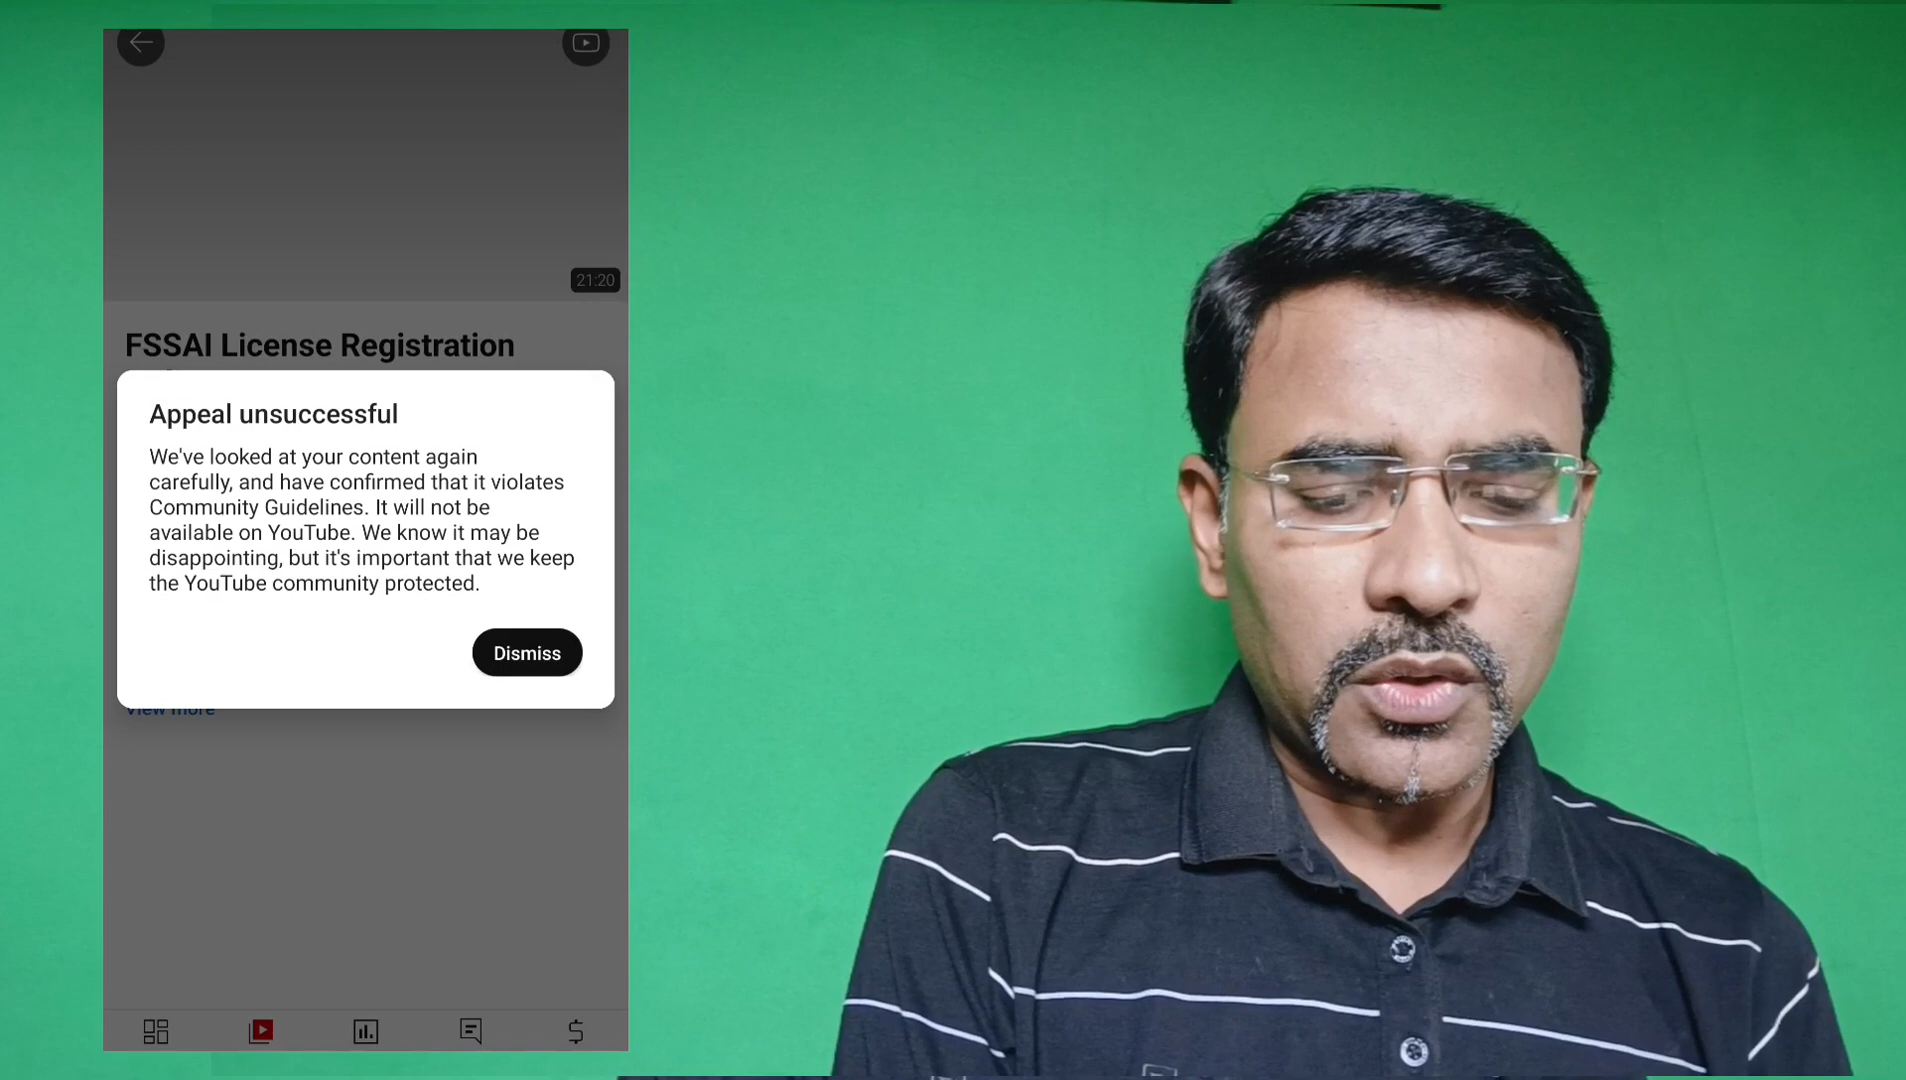 21:20
FSSAI License Registration
Appeal unsuccessful
We've looked at your content again
carefully, and have confirmed that it violates
Community Guidelines. It will not be
available on YouTube. We know it may be
disappointing, but it's important that we keep
the YouTube community protected.
Dismiss
View more